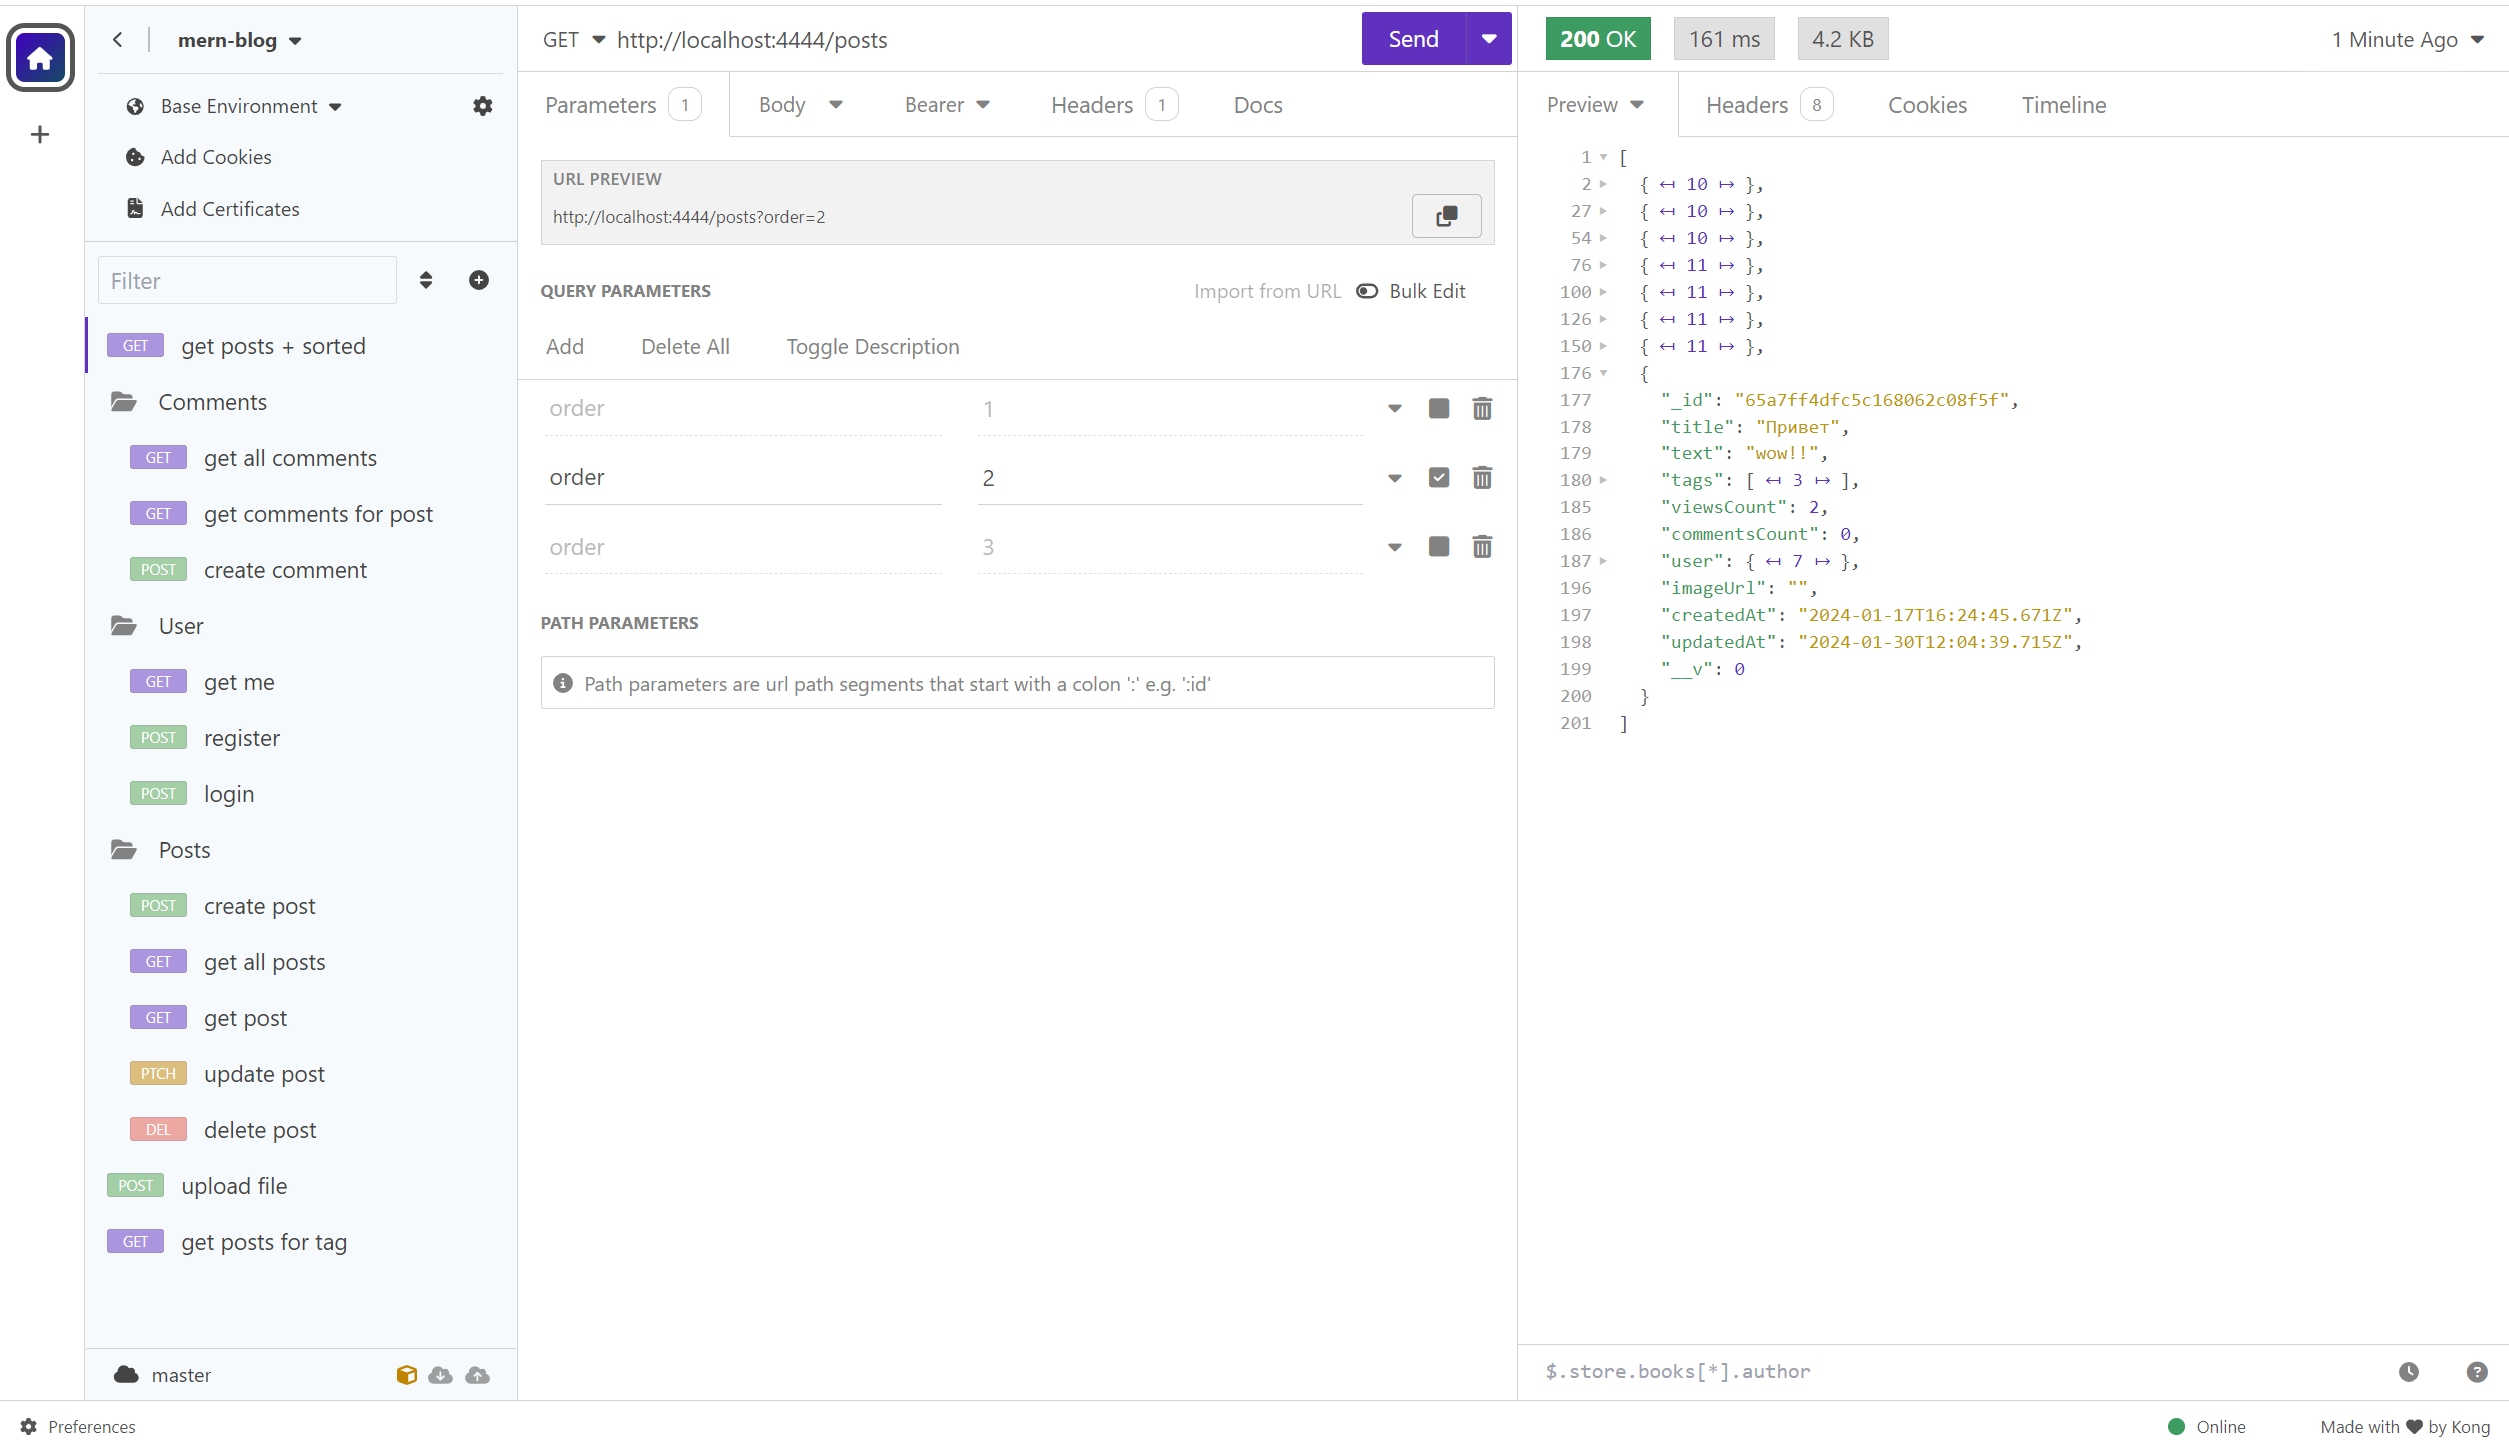 mern-blog
Base Environment
Add Cookies
Add Certificates
Filter
GET get posts + sorted
Comments
GET get all comments
GET get comments for post
POST create comment
User
GET get me
POST register
POST login
Posts
POST create post
GET get all posts
GET get post
PTCH update post
DEL delete post
POST upload file
GET get posts for tag
master
Preferences
GET http://localhost:4444/posts
Send
Parameters 1 Body Bearer Headers 1 Docs
URL PREVIEW
http://localhost:4444/posts?order=2
QUERY PARAMETERS Import from URL Bulk Edit
Add Delete All Toggle Description
order 1
order 2
order 3
PATH PARAMETERS
Path parameters are url path segments that start with a colon ':' e.g. ':id'
200 OK 161 ms 4.2 KB 1 Minute Ago
Preview Headers 8 Cookies Timeline
1 [
2 { ↤ 10 ↦ },
27 { ↤ 10 ↦ },
54 { ↤ 10 ↦ },
76 { ↤ 11 ↦ },
100 { ↤ 11 ↦ },
126 { ↤ 11 ↦ },
150 { ↤ 11 ↦ },
176 {
177 "_id": "65a7ff4dfc5c168062c08f5f",
178 "title": "Привет",
179 "text": "wow!!",
180 "tags": [ ↤ 3 ↦ ],
185 "viewsCount": 2,
186 "commentsCount": 0,
187 "user": { ↤ 7 ↦ },
196 "imageUrl": "",
197 "createdAt": "2024-01-17T16:24:45.671Z",
198 "updatedAt": "2024-01-30T12:04:39.715Z",
199 "__v": 0
200 }
201 ]
$.store.books[*].author
Online Made with ♥ by Kong